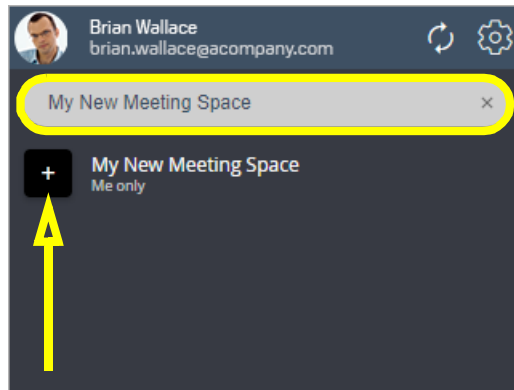 Brian Wallace
brian.wallace@acompany.com
My New Meeting Space
My New Meeting Space
Me only